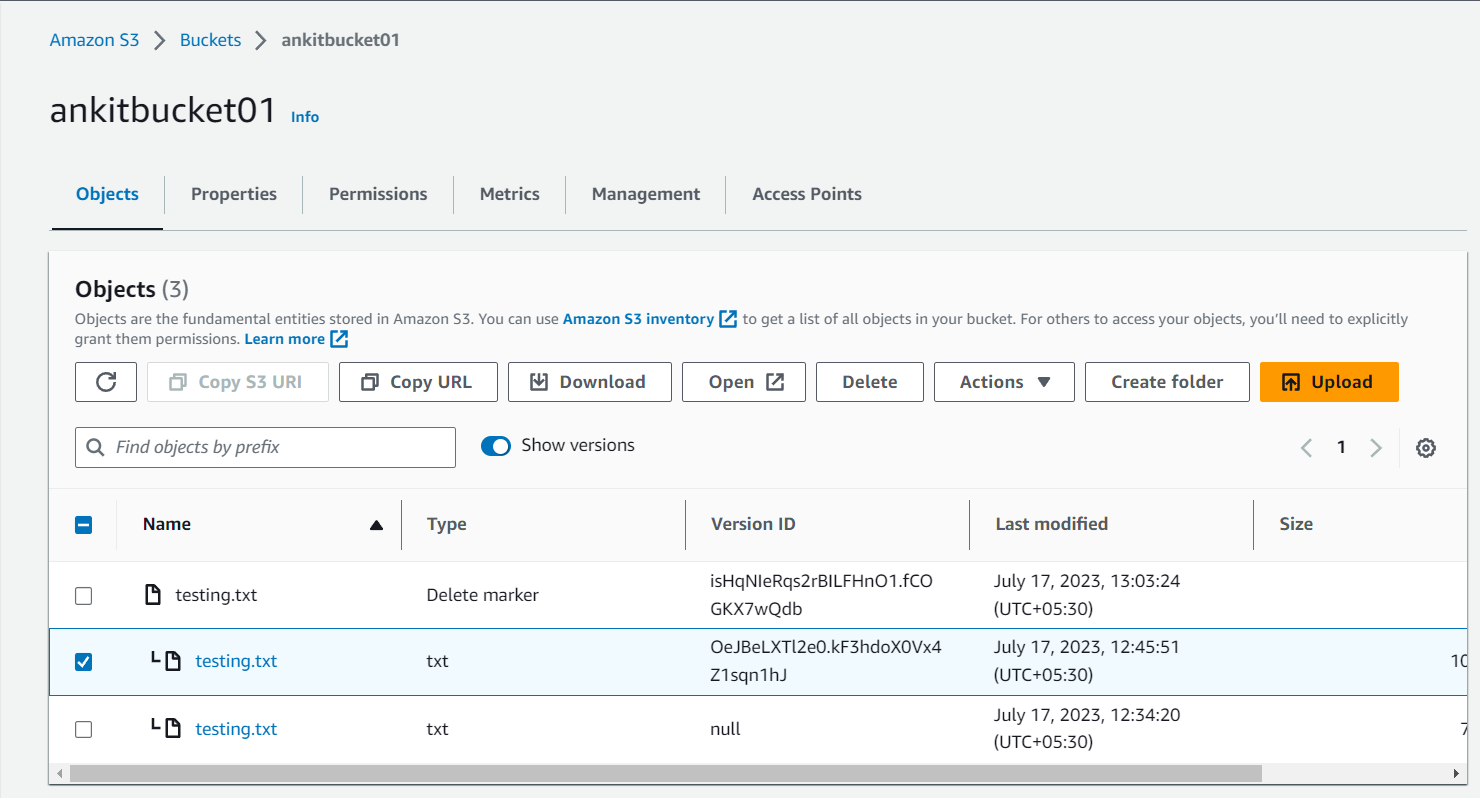 Amazon S3 > Buckets > ankitbucket01
ankitbucket01 Info
Objects Properties Permissions Metrics Management Access Points
Objects (3)
Objects are the fundamental entities stored in Amazon S3. You can use Amazon S3 inventory to get a list of all objects in your bucket. For others to access your objects, you'll need to explicitly
grant them permissions. Learn more
Copy S3 URI Copy URL Download Open Delete Actions Create folder Upload
Find objects by prefix Show versions 1
Name Type Version ID Last modified Size
testing.txt Delete marker isHqNIeRqs2rBILFHnO1.fCO July 17, 2023, 13:03:24
GKX7wQdb (UTC+05:30)
testing.txt txt OeJBeLXTl2e0.kF3hdoX0Vx4 July 17, 2023, 12:45:51 10
Z1sqn1hJ (UTC+05:30)
testing.txt txt null July 17, 2023, 12:34:20
(UTC+05:30)